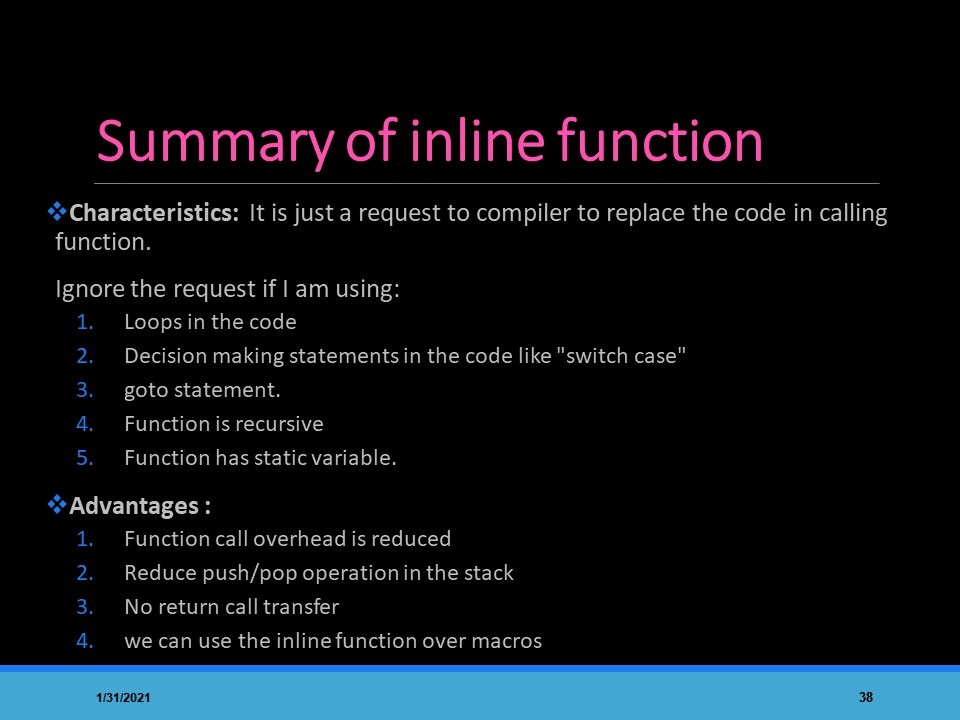 Summary of inline function
❖Characteristics: It is just a request to compiler to replace the code in calling
function.
Ignore the request if I am using:
1. Loops in the code
2. Decision making statements in the code like "switch case"
3. goto statement.
4. Function is recursive
5. Function has static variable.
❖Advantages :
1. Function call overhead is reduced
2. Reduce push/pop operation in the stack
3. No return call transfer
4. we can use the inline function over macros
1/31/2021 38